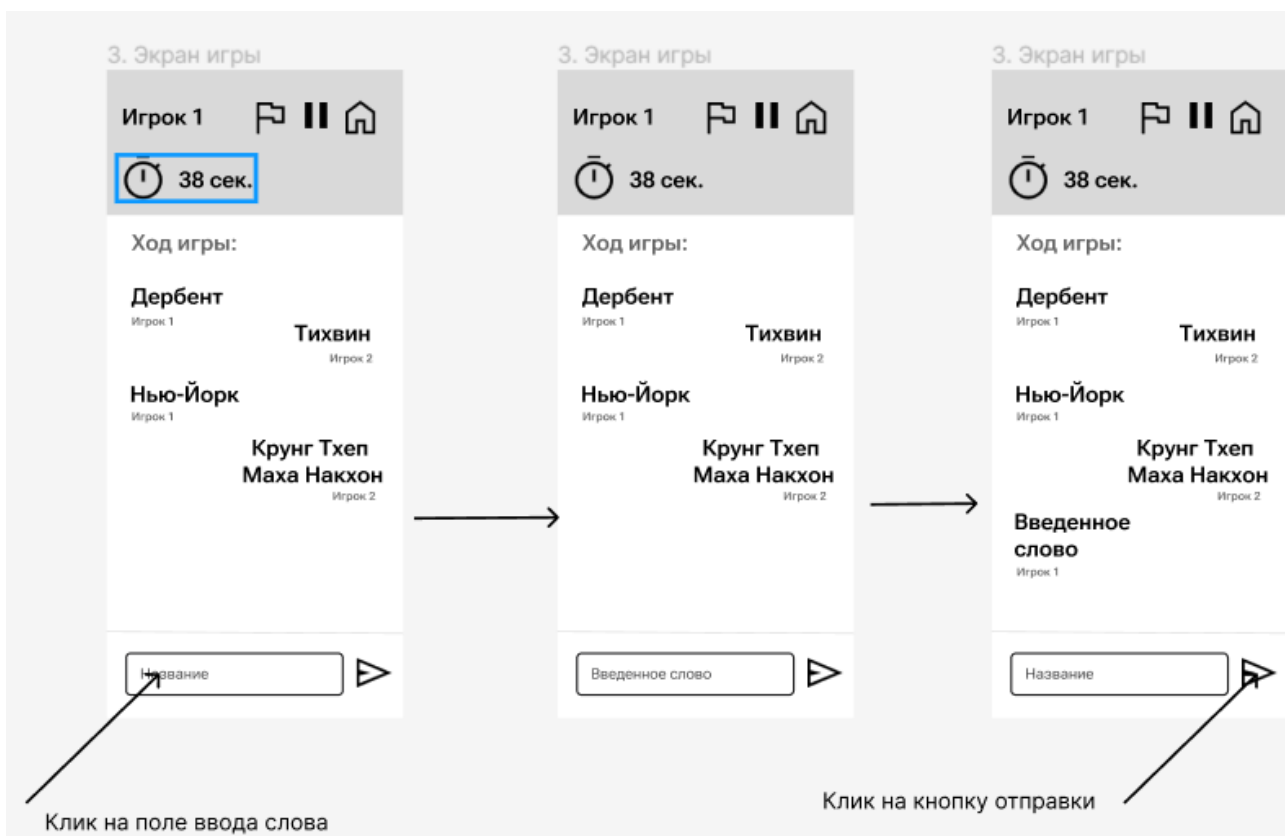 3. Экран игры
Игрок 1
38 сек.
Ход игры:
Дербент
Игрок 1
Тихвин
Игрок 2
Нью-Йорк
Игрок 1
Крунг Тхеп
Маха Накхон
Игрок 2
Название
Клик на поле ввода слова
3. Экран игры
Игрок 1
38 сек.
Ход игры:
Дербент
Игрок 1
Тихвин
Игрок 2
Нью-Йорк
Игрок 1
Крунг Тхеп
Маха Накхон
Игрок 2
Введенное слово
3. Экран игры
Игрок 1
38 сек.
Ход игры:
Дербент
Игрок 1
Тихвин
Игрок 2
Нью-Йорк
Игрок 1
Крунг Тхеп
Маха Накхон
Игрок 2
Введенное
слово
Игрок 1
Название
Клик на кнопку отправки